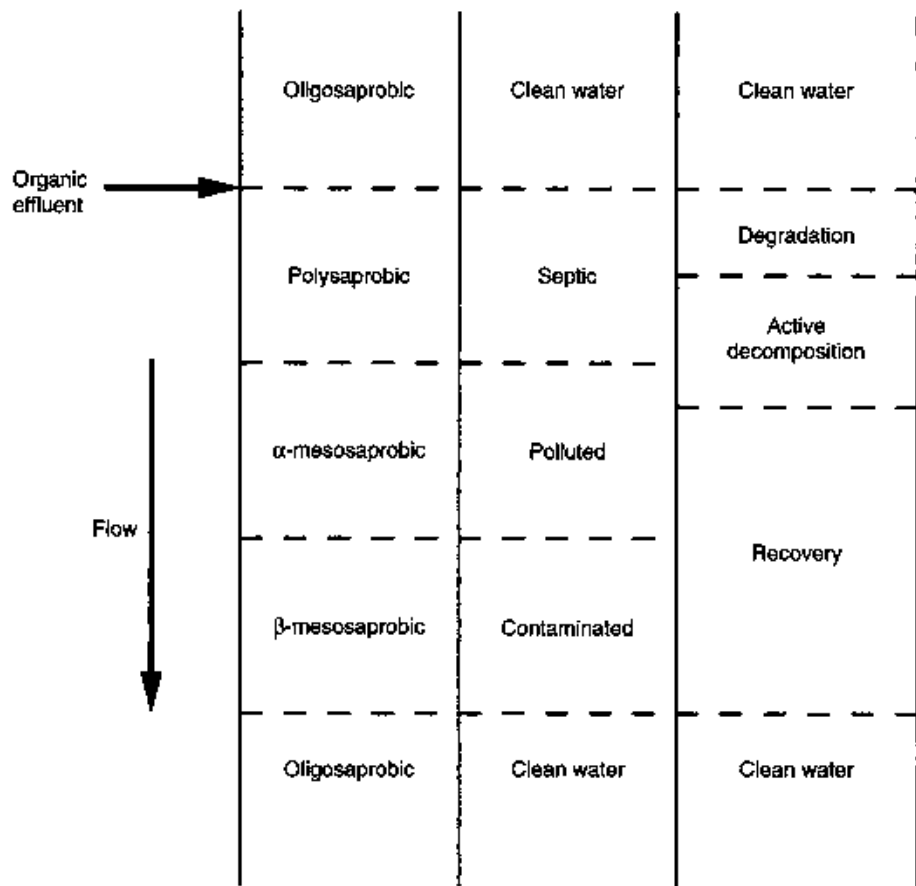 Oligosaprobic
Clean water
Clean water
Organic
effluent
Degradation
Polysaprobic
Septic
Active
decomposition
α-mesosaprobic
Polluted
Flow
Recovery
β-mesosaprobic
Contaminated
Oligosaprobic
Clean water
Clean water